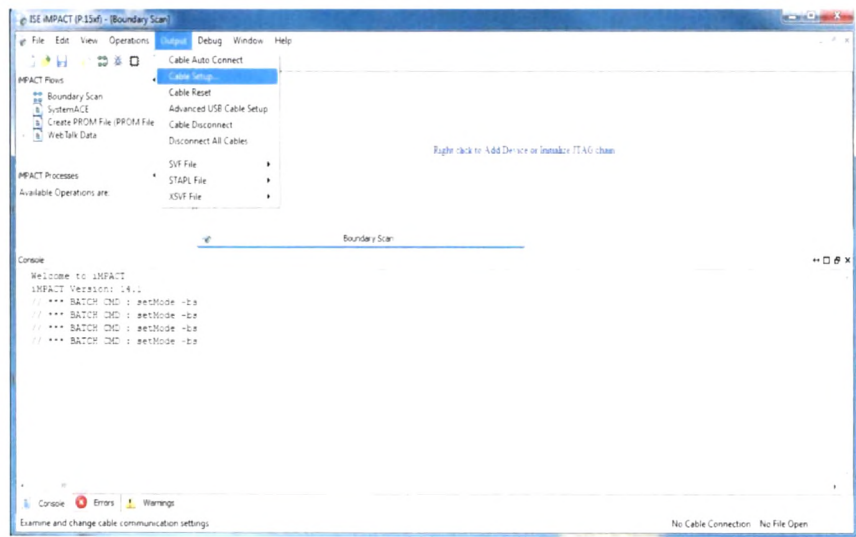 ISE iMPACT (P.15xf) - [Boundary Scan]
File Edit View Operations Output Debug Window Help
Cable Auto Connect
Cable Setup...
Cable Reset
Advanced USB Cable Setup
Cable Disconnect
Disconnect All Cables
SVF File
STAPL File
XSVF File
iMPACT Flows
Boundary Scan
SystemACE
Create PROM File (PROM File
WebTalk Data
Right click to Add Device or Initialize JTAG chain
iMPACT Processes
Available Operations are:
Boundary Scan
Console
Welcome to iMPACT
iMPACT Version: 14.1
// *** BATCH CMD : setMode -bs
// *** BATCH CMD : setMode -bs
// *** BATCH CMD : setMode -bs
// *** BATCH CMD : setMode -bs
Console Errors Warnings
Examine and change cable communication settings
No Cable Connection No File Open